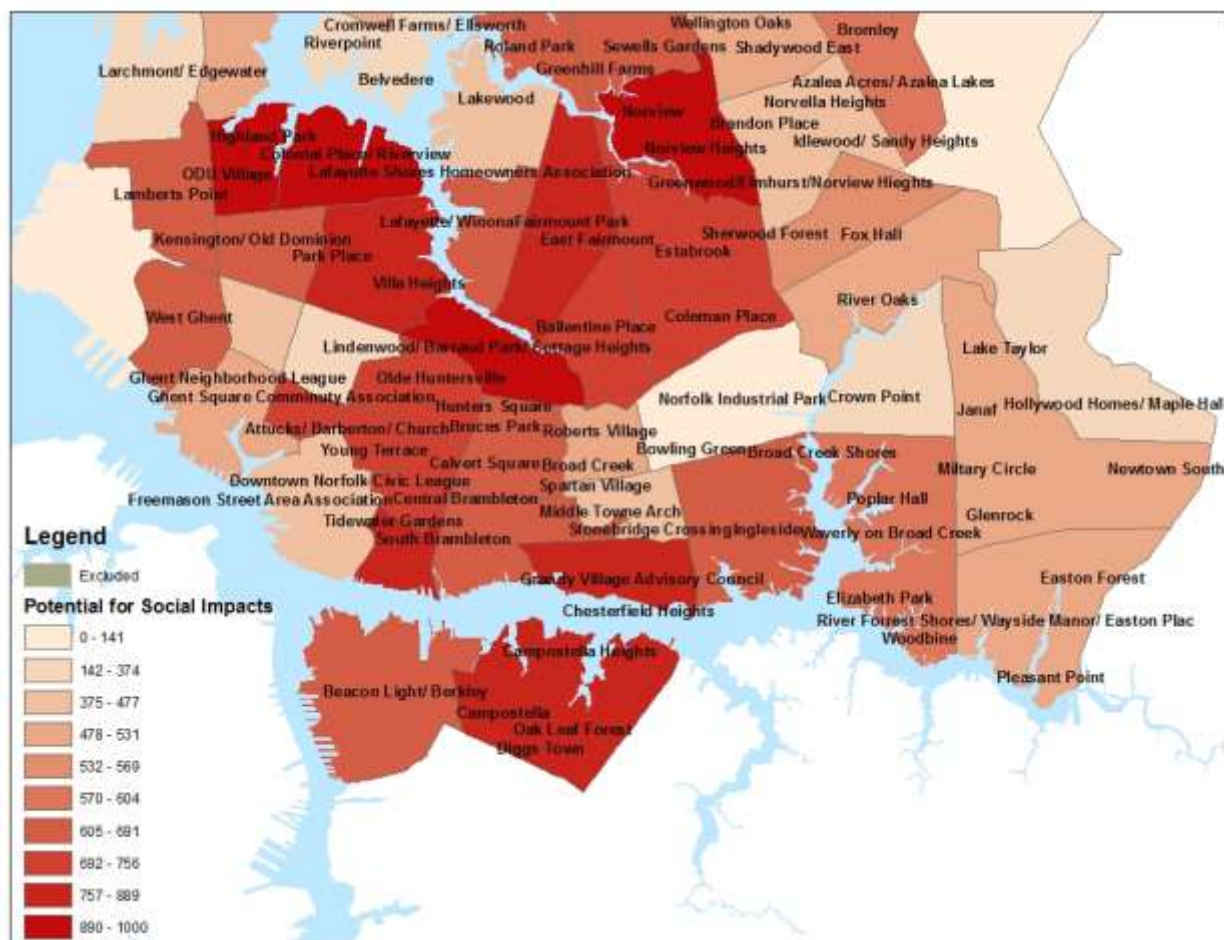 Cromwell Farms/ Ellsworth
Wellington Oaks
Bromley
Riverpoint
Roland Park
Sewells Gardens
Shadywood East
Larchmont/ Edgewater
Greenhill Farms
Belvedere
Azalea Acres/ Azalea Lakes
Lakewood
Norview
Norvella Heights
Brandon Place
Highland Park
Idlewood/ Sandy Heights
Colonial Place/ Riverview
Norview Heights
ODU Village
Lafayette Shores Homeowners Association
Lamberts Point
Greenwood/Elmhurst/Norview Hieghts
Lafayette/ Winona
Fairmount Park
Kensington/ Old Dominion
East Fairmount
Sherwood Forest
Fox Hall
Park Place
Estabrook
Villa Heights
River Oaks
West Ghent
Ballentine Place
Coleman Place
Lindenwood/ Barraud Park/ Cottage Heights
Lake Taylor
Ghent Neighborhood League
Olde Huntersville
Ghent Square Comminuty Association
Norfolk Industrial Park
Crown Point
Hunters Square
Janaf
Hollywood Homes/ Maple Hall
Attucks/ Barberton/ Church
Bruces Park
Roberts Village
Young Terrace
Bowling Green
Broad Creek Shores
Calvert Square
Broad Creek
Miltary Circle
Newtown South
Downtown Norfolk Civic League
Spartan Village
Freemason Street Area Association
Central Brambleton
Poplar Hall
Middle Towne Arch
Glenrock
Tidewater Gardens
Stonebridge Crossing
Ingleside
Waverly on Broad Creek
South Brambleton
Grandy Village Advisory Council
Easton Forest
Chesterfield Heights
Elizabeth Park
River Forrest Shores/ Wayside Manor/ Easton Plac
Woodbine
Campostella Heights
Pleasant Point
Beacon Light/ Berkley
Campostella
Oak Leaf Forest
Diggs Town
Legend
Excluded
Potential for Social Impacts
0 - 141
142 - 374
375 - 477
478 - 531
532 - 569
570 - 604
605 - 691
692 - 756
757 - 889
890 - 1000